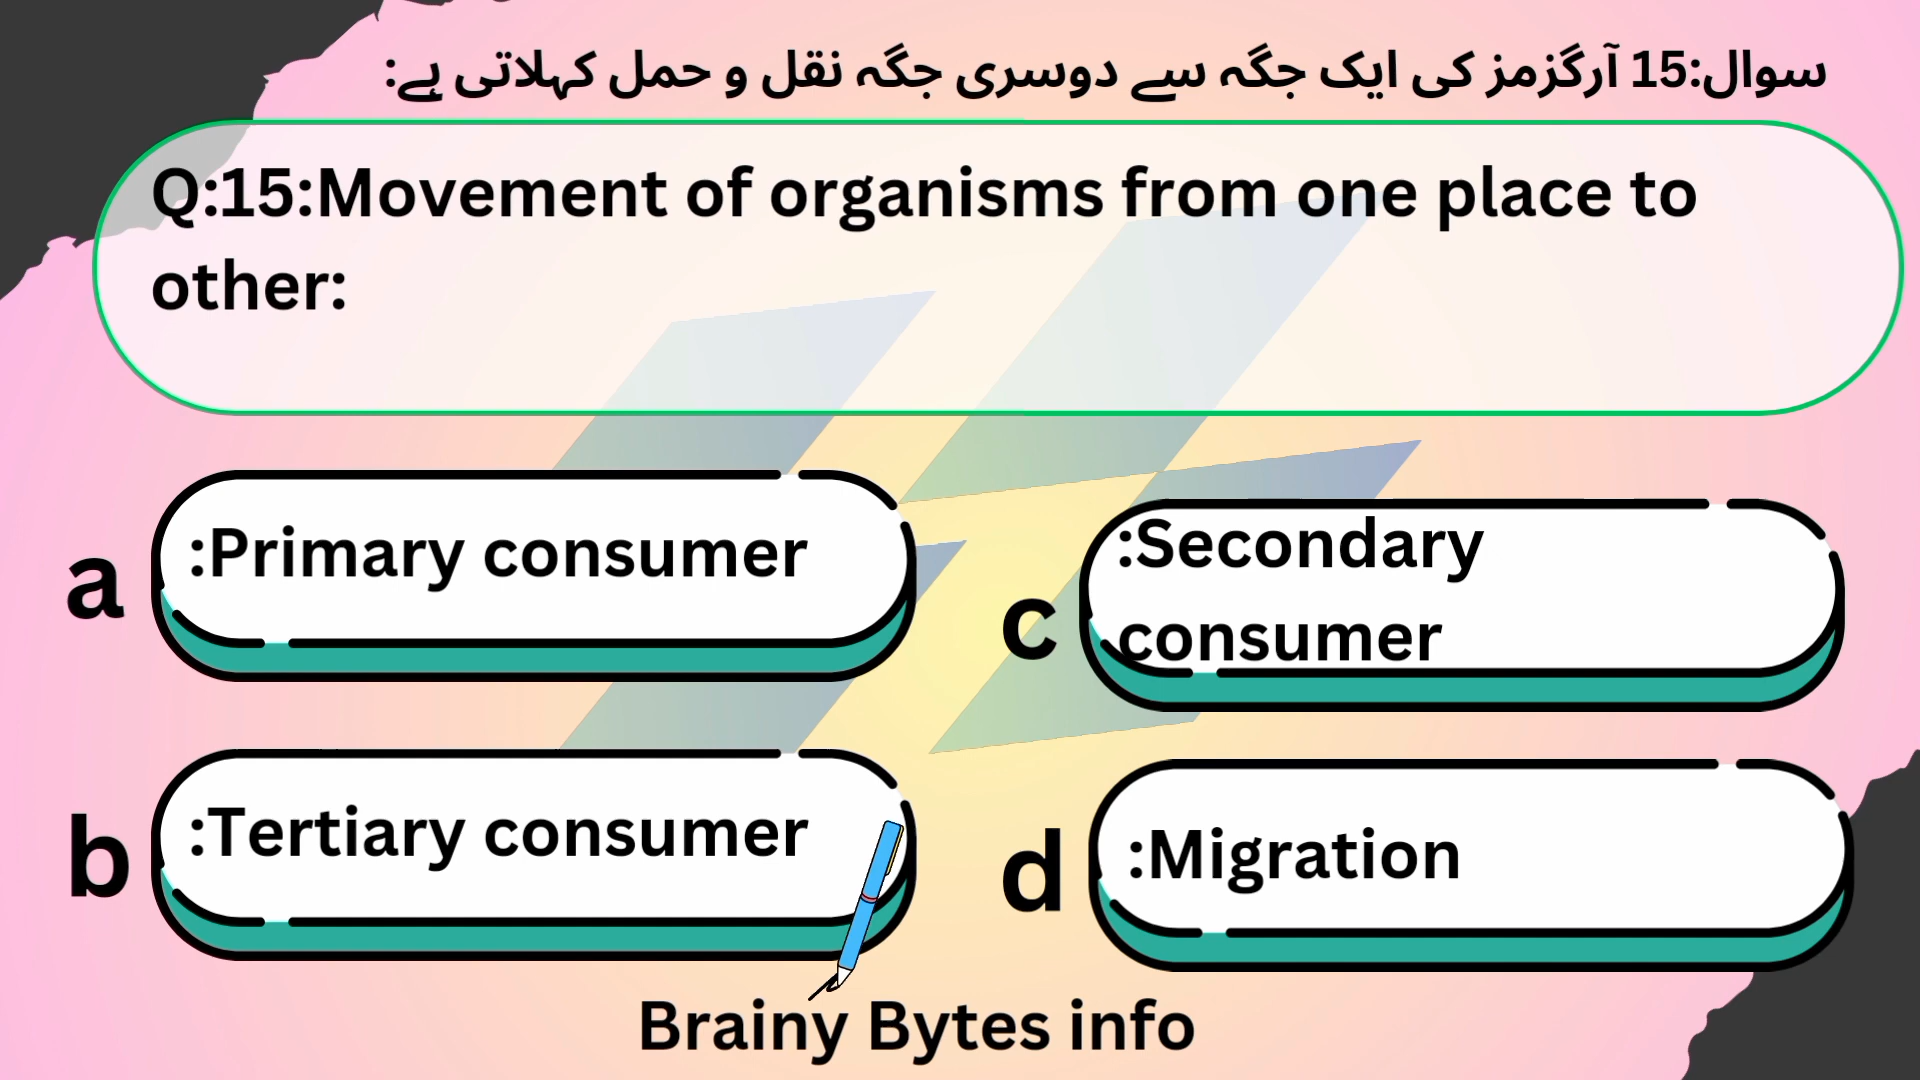 سوال:15 آرگزمز کی ایک جگہ سے دوسری جگہ نقل و حمل کہلاتی ہے:
Q:15:Movement of organisms from one place to
other:
a :Primary consumer
c :Secondary
consumer
b :Tertiary consumer
d :Migration
Brainy Bytes info